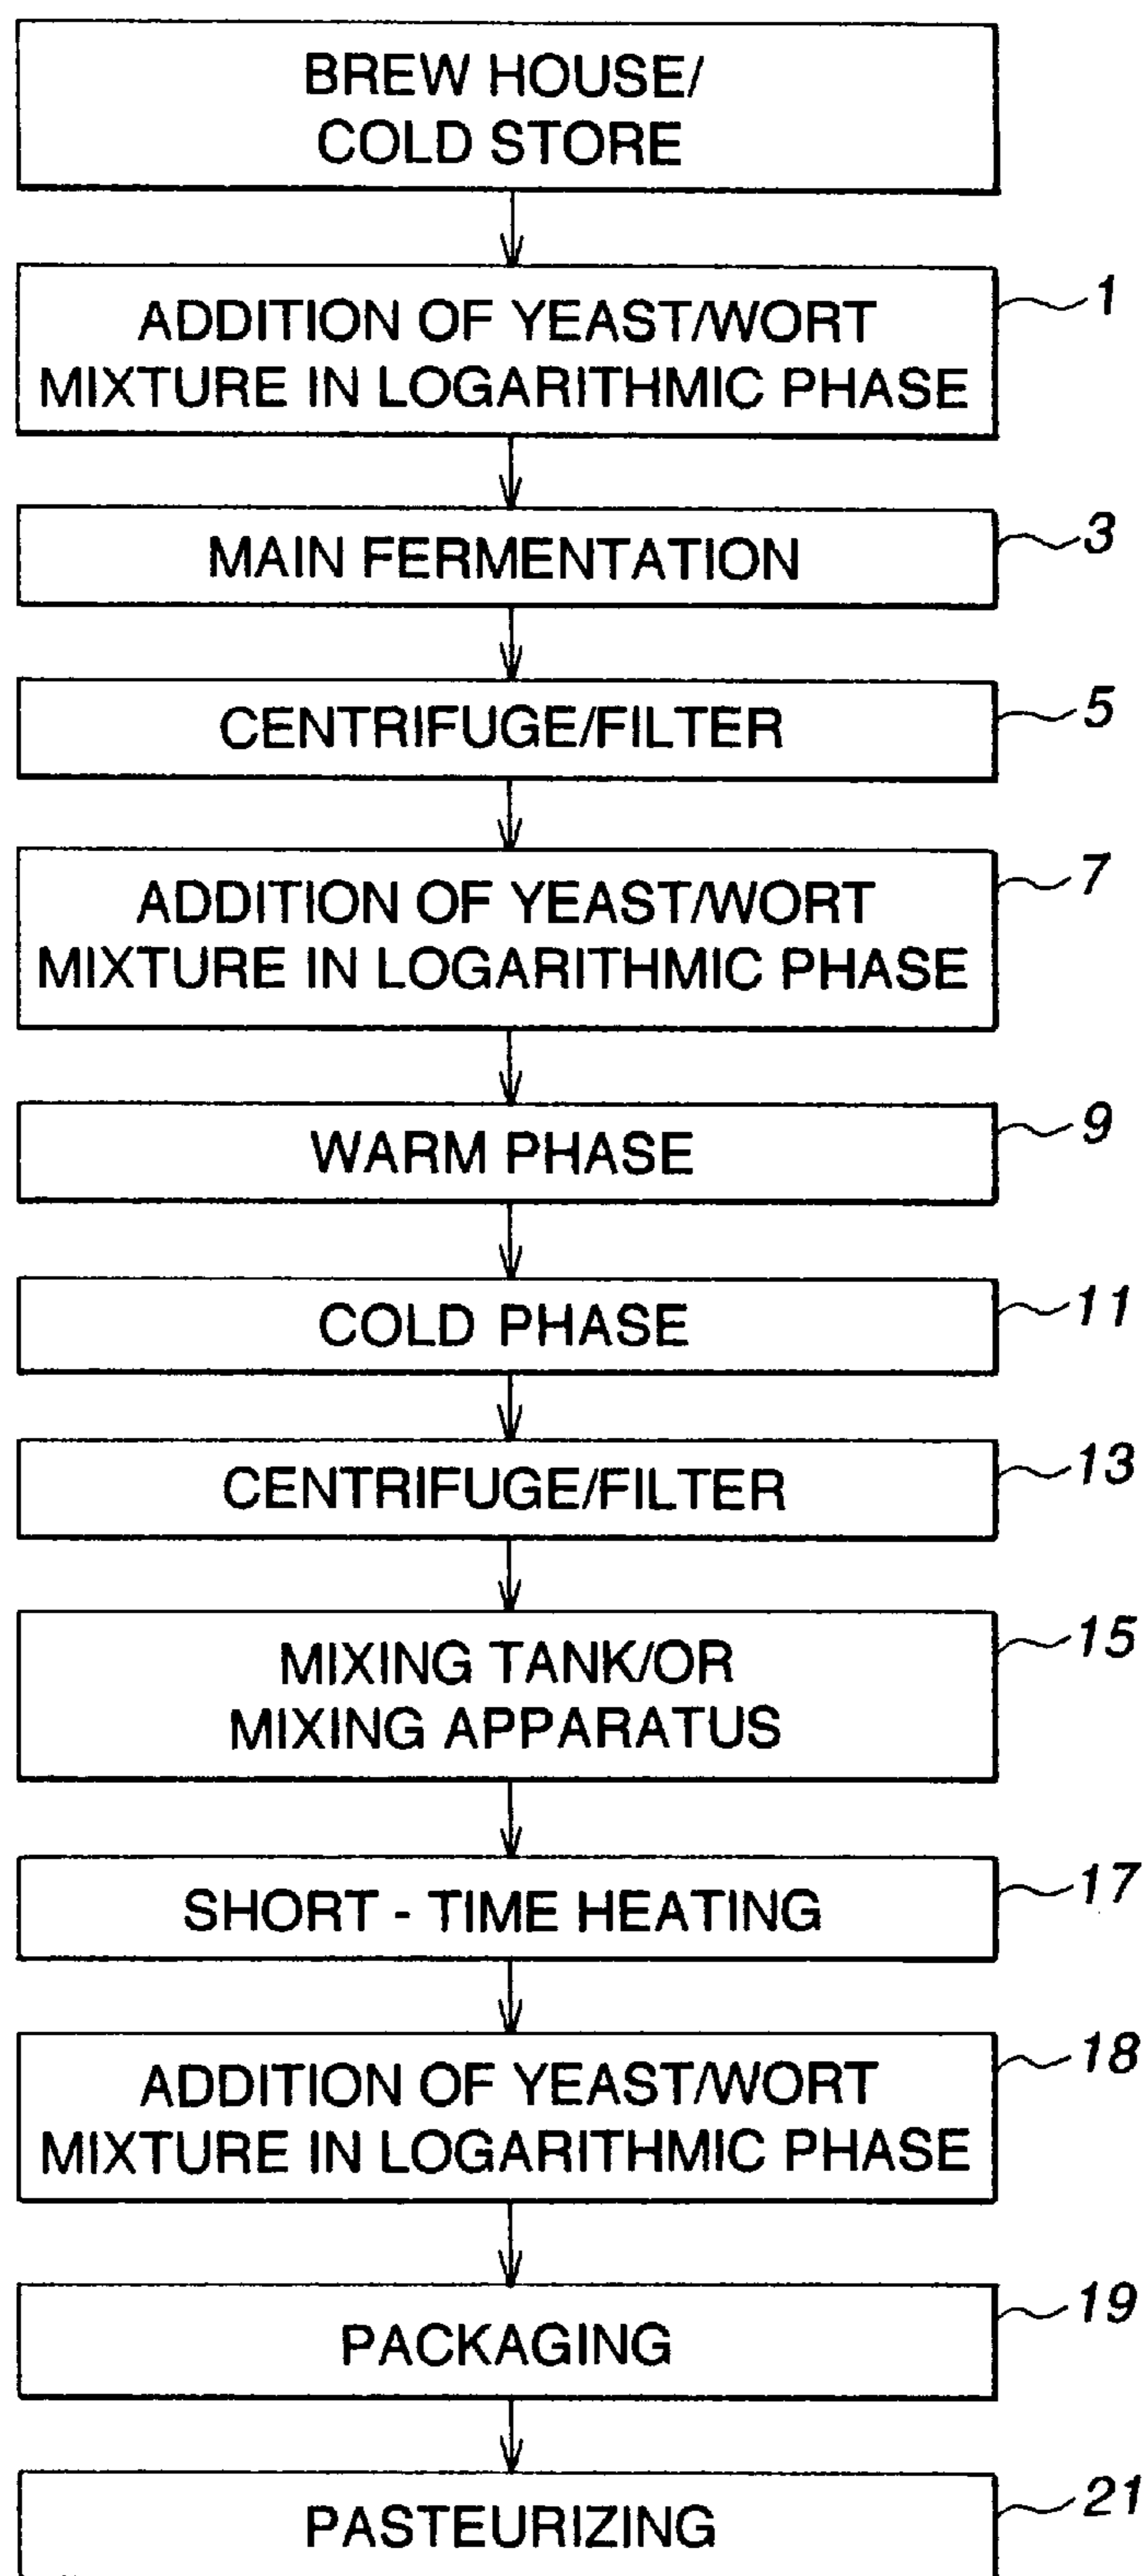 BREW HOUSE/
COLD STORE
ADDITION OF YEAST/WORT
MIXTURE IN LOGARITHMIC PHASE
1
MAIN FERMENTATION
3
CENTRIFUGE/FILTER
5
ADDITION OF YEAST/WORT
MIXTURE IN LOGARITHMIC PHASE
7
WARM PHASE
9
COLD PHASE
11
CENTRIFUGE/FILTER
13
MIXING TANK/OR
MIXING APPARATUS
15
SHORT - TIME HEATING
17
ADDITION OF YEAST/WORT
MIXTURE IN LOGARITHMIC PHASE
18
PACKAGING
19
PASTEURIZING
21